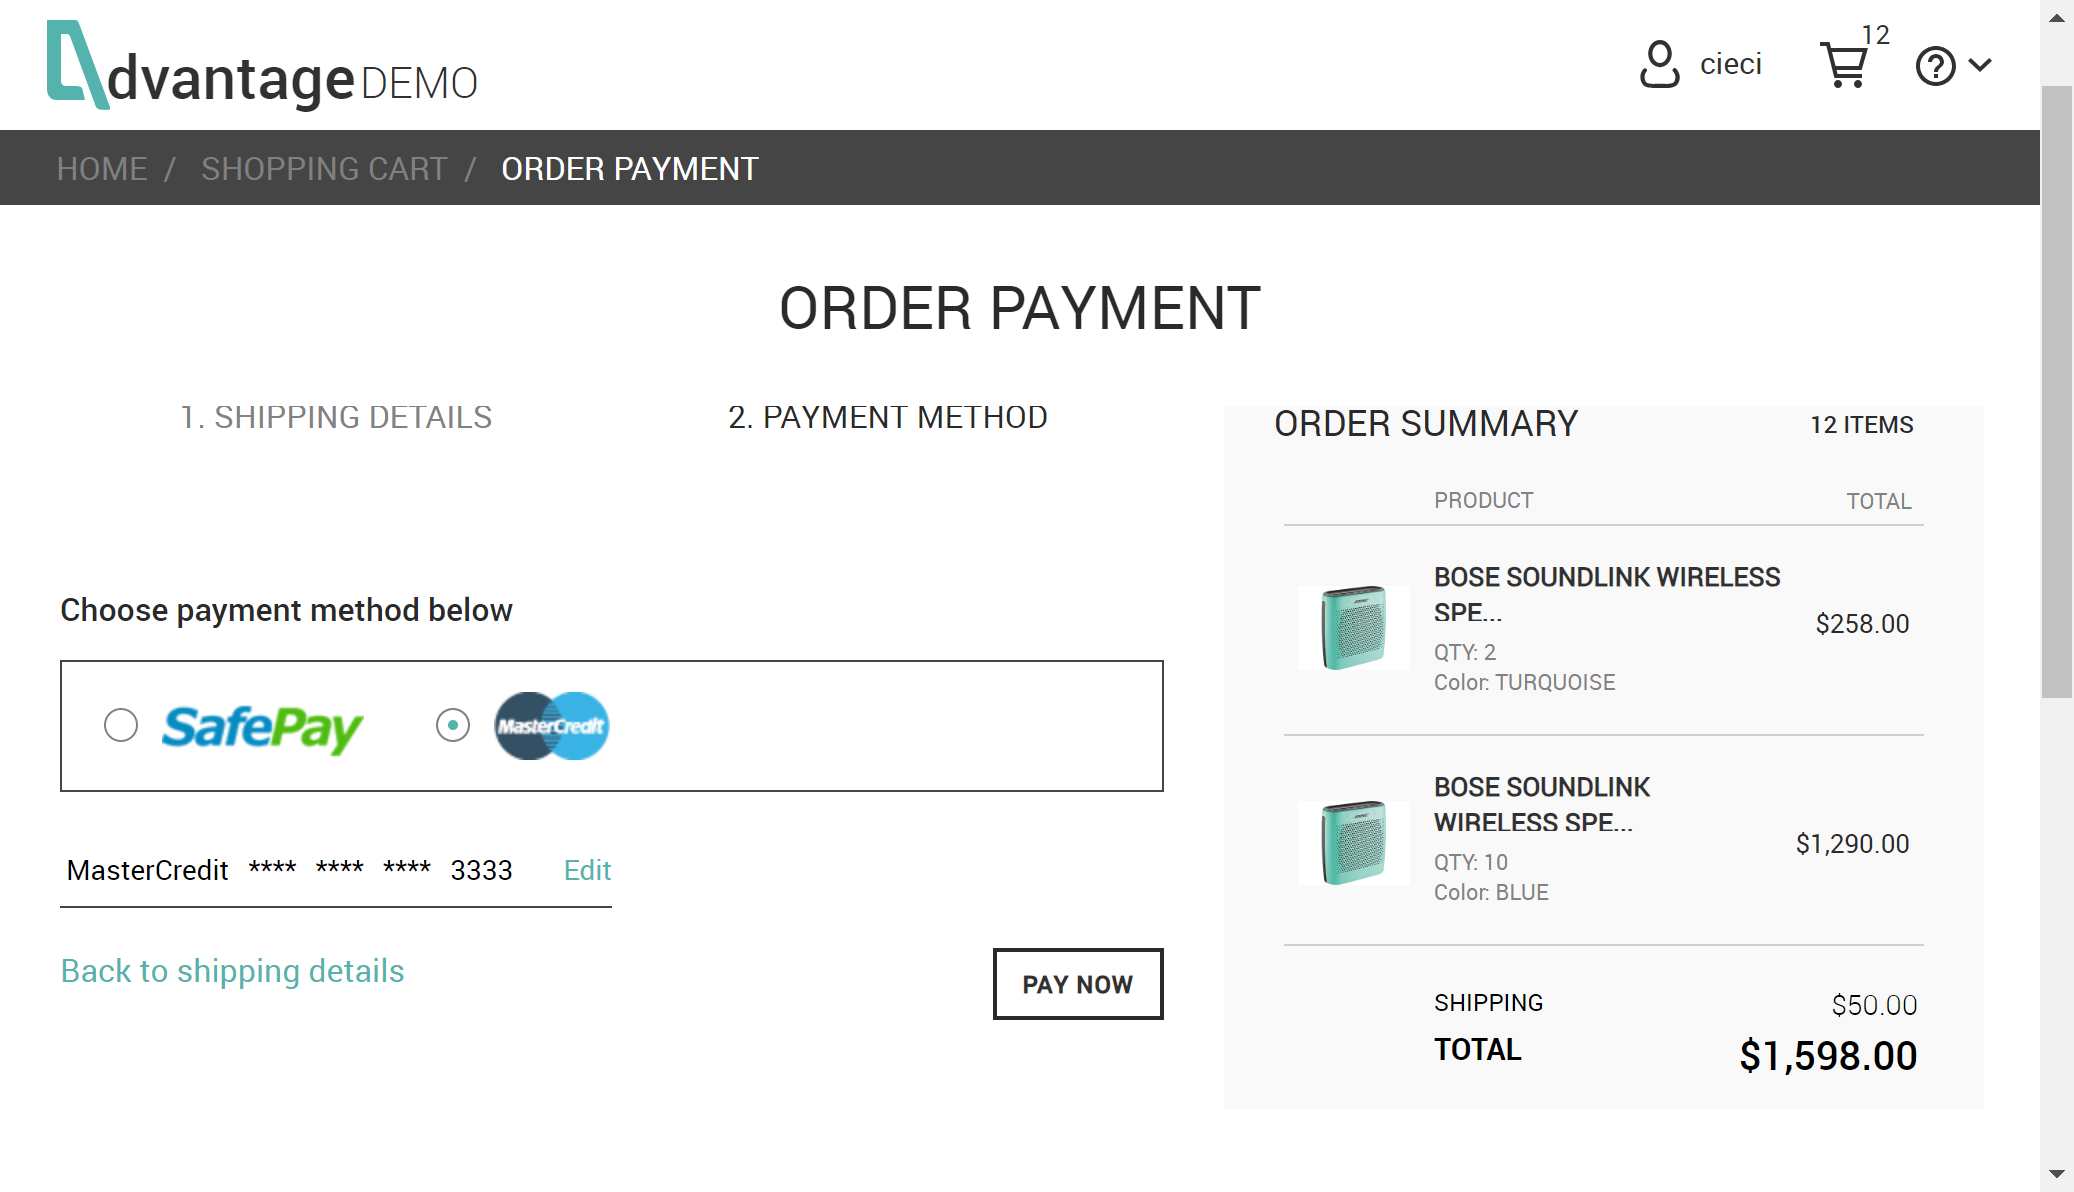 dvantage DEMO
cieci
12
HOME / SHOPPING CART / ORDER PAYMENT
ORDER PAYMENT
1. SHIPPING DETAILS
2. PAYMENT METHOD
Choose payment method below
SafePay
MasterCredit
MasterCredit **** **** **** 3333 Edit
Back to shipping details
PAY NOW
ORDER SUMMARY
12 ITEMS
PRODUCT
TOTAL
BOSE SOUNDLINK WIRELESS
SPE...
QTY: 2
Color: TURQUOISE
$258.00
BOSE SOUNDLINK
WIRELESS SPE...
QTY: 10
Color: BLUE
$1,290.00
SHIPPING
$50.00
TOTAL
$1,598.00